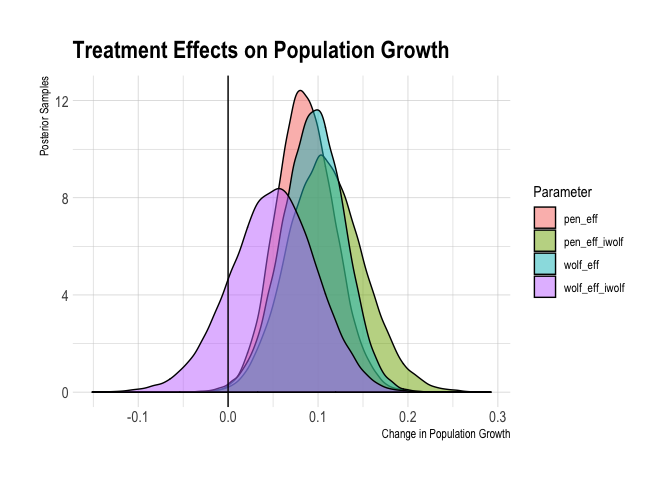 Treatment Effects on Population Growth
Posterior Samples
12
8
4
0
-0.1 0.0 0.1 0.2 0.3
Change in Population Growth
Parameter
pen_eff
pen_eff_iwolf
wolf_eff
wolf_eff_iwolf